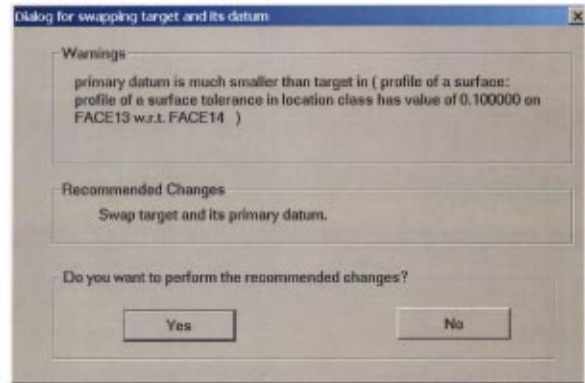 Dialog for swapping target and its datum
Warnings
primary datum is much smaller than target in ( profile of a surface:
profile of a surface tolerance in location class has value of 0.100000 on
FACE13 w.r.t. FACE14 )
Recommended Changes
Swap target and its primary datum.
Do you want to perform the recommended changes?
Yes
No